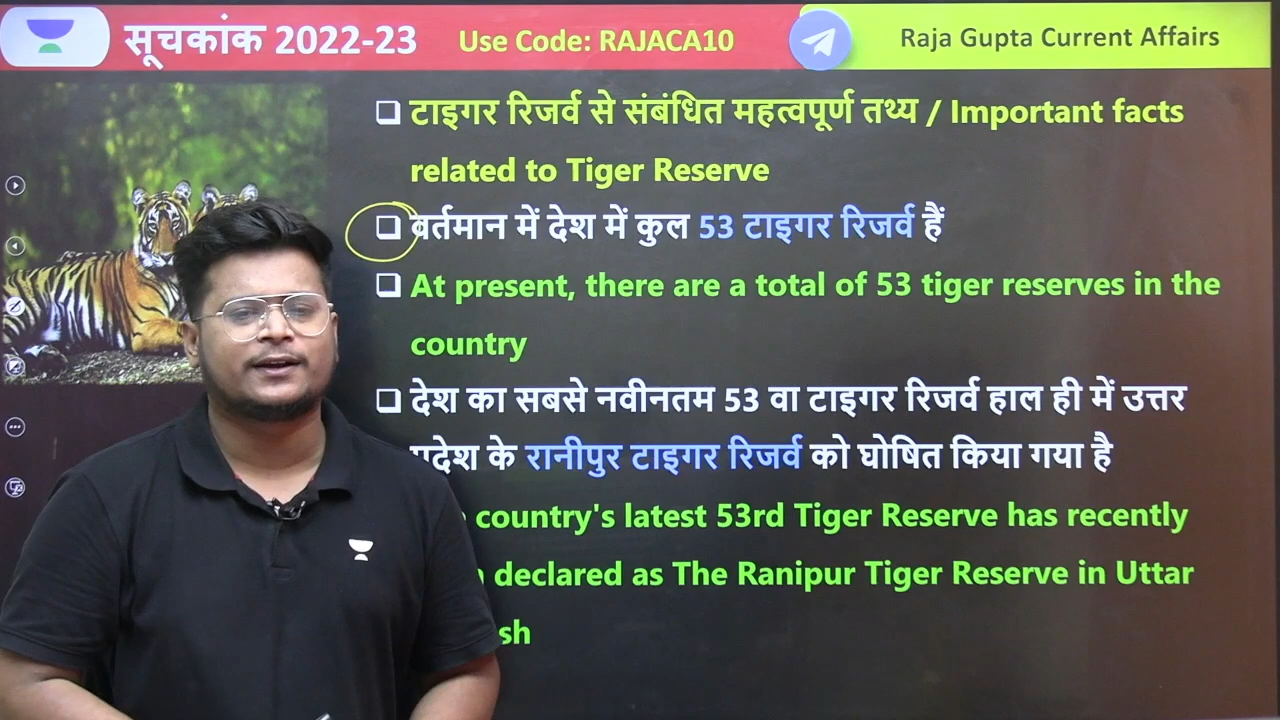 सूचकांक 2022-23
Use Code: RAJACA10
Raja Gupta Current Affairs
टाइगर रिजर्व से संबंधित महत्वपूर्ण तथ्य / Important facts
related to Tiger Reserve
वर्तमान में देश में कुल 53 टाइगर रिजर्व हैं
At present, there are a total of 53 tiger reserves in the
country
देश का सबसे नवीनतम 53 वा टाइगर रिजर्व हाल ही में उत्तर
के रानीपुर टाइगर रिजर्व को घोषित किया गया है
country's latest 53rd Tiger Reserve has recently
declared as The Ranipur Tiger Reserve in Uttar